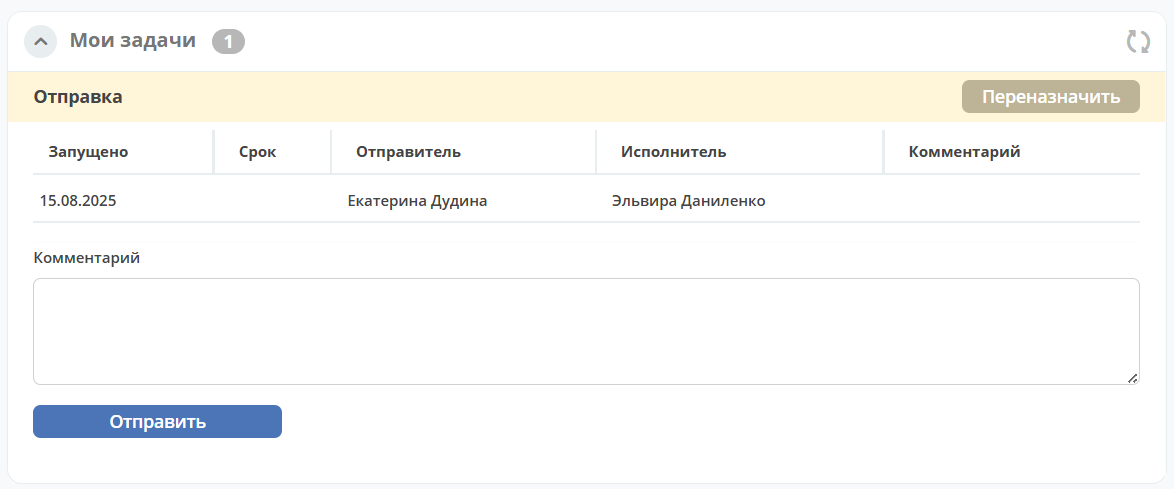 Мои задачи 1
Отправка Переназначить
Запущено Срок Отправитель Исполнитель Комментарий
15.08.2025 Екатерина Дудина Эльвира Даниленко
Комментарий
Отправить